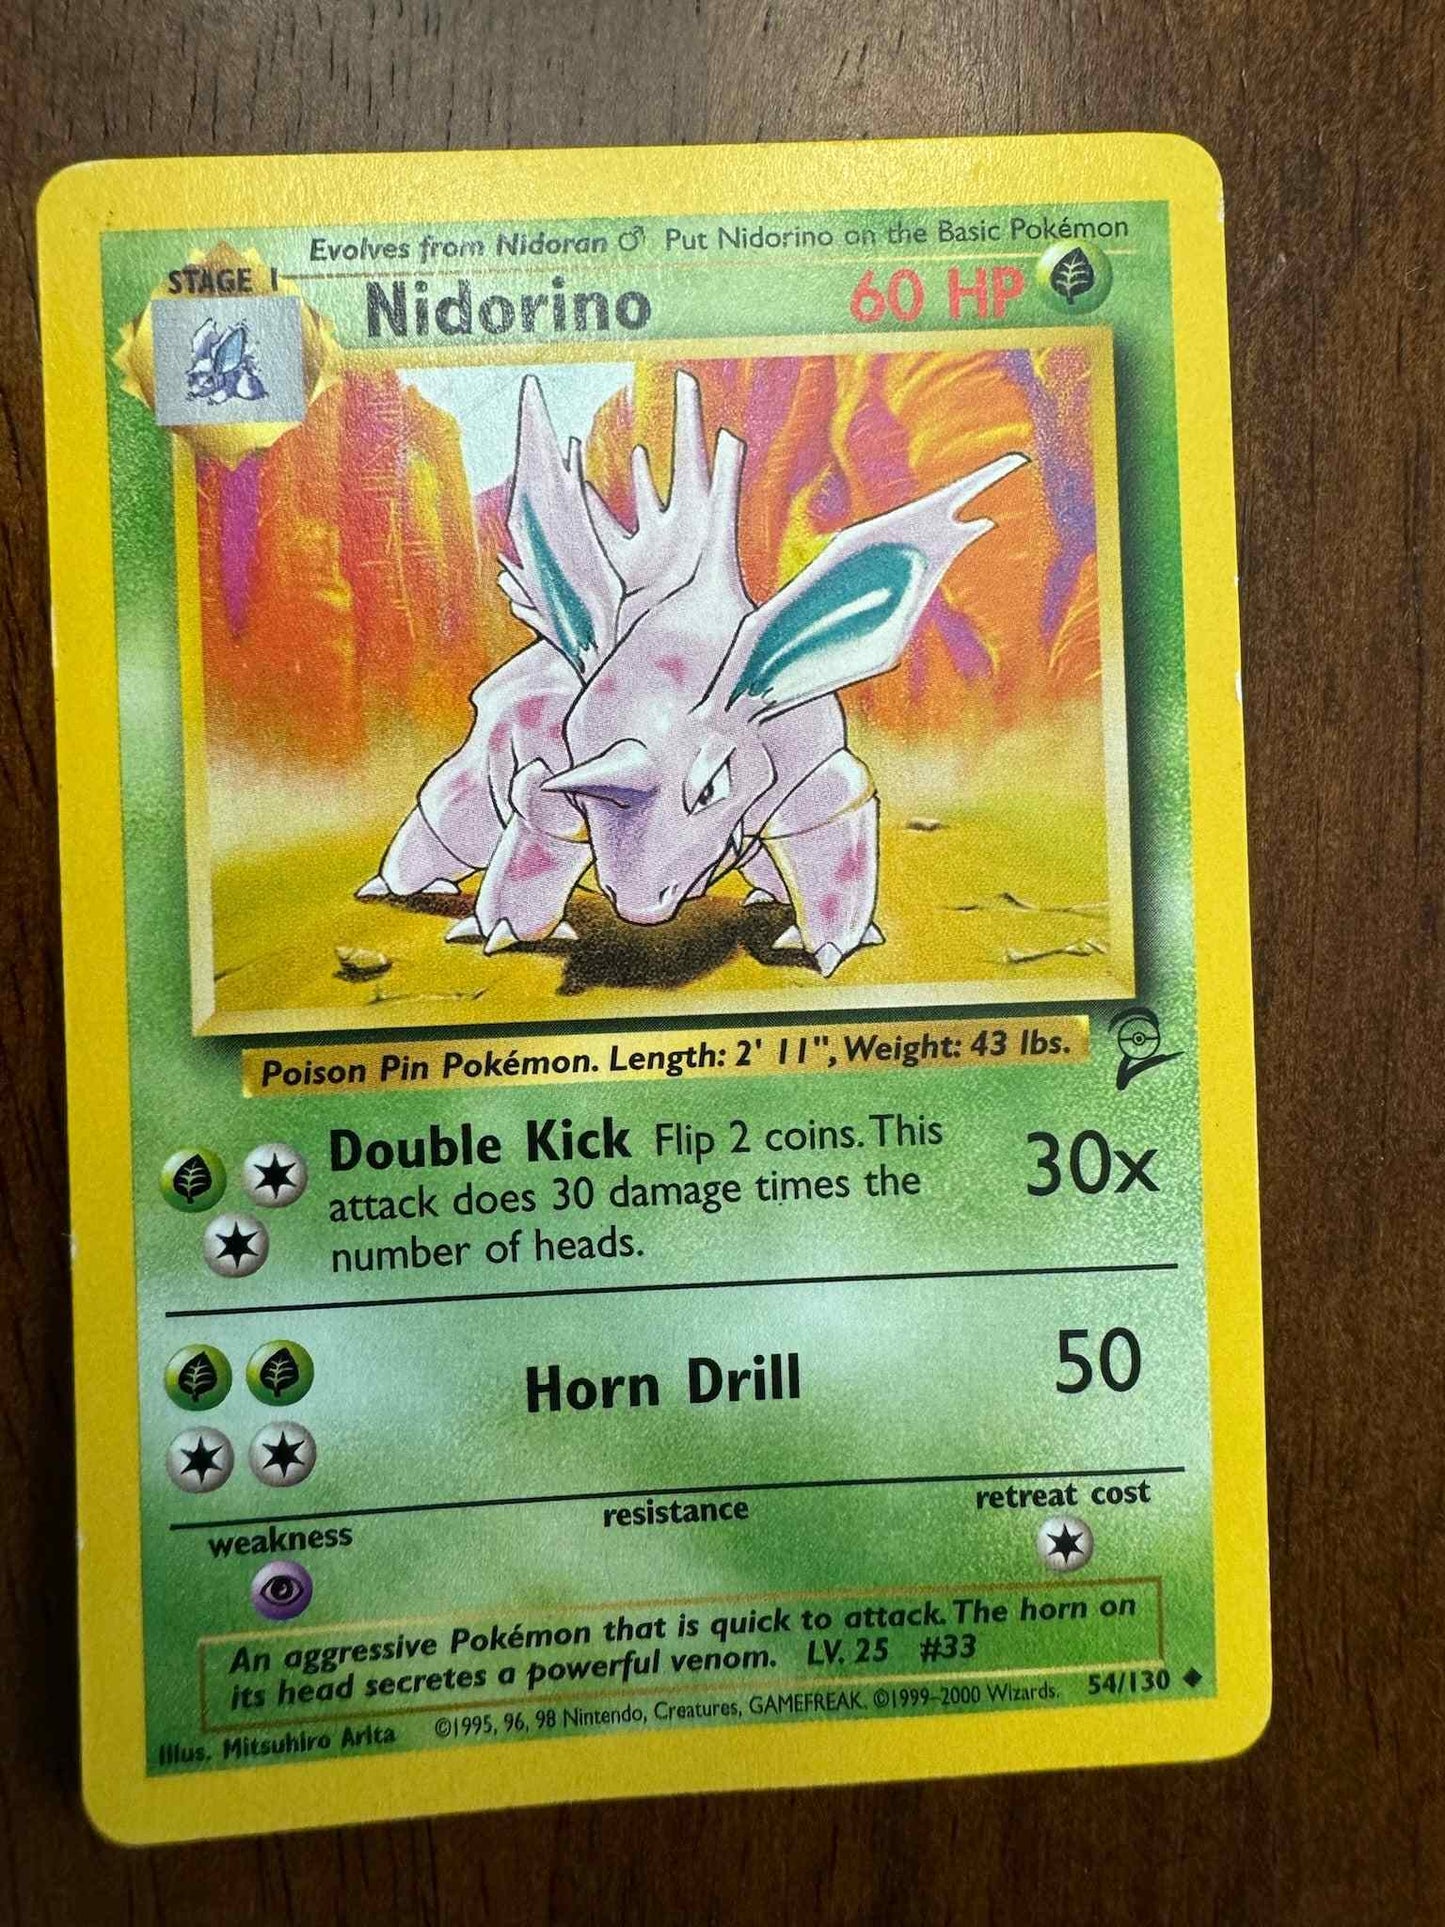 Evolves from Nidoran ♂ Put Nidorino on the Basic Pokémon
STAGE 1
Nidorino 60 HP
Poison Pin Pokémon. Length: 2' 11", Weight: 43 lbs.
Double Kick Flip 2 coins. This
attack does 30 damage times the
number of heads.
30x
Horn Drill 50
weakness
resistance
retreat cost
An aggressive Pokémon that is quick to attack. The horn on
its head secretes a powerful venom. LV. 25 #33
Illus. Mitsuhiro Arita ©1995, 96, 98 Nintendo, Creatures, GAMEFREAK. ©1999–2000 Wizards. 54/130 ◆